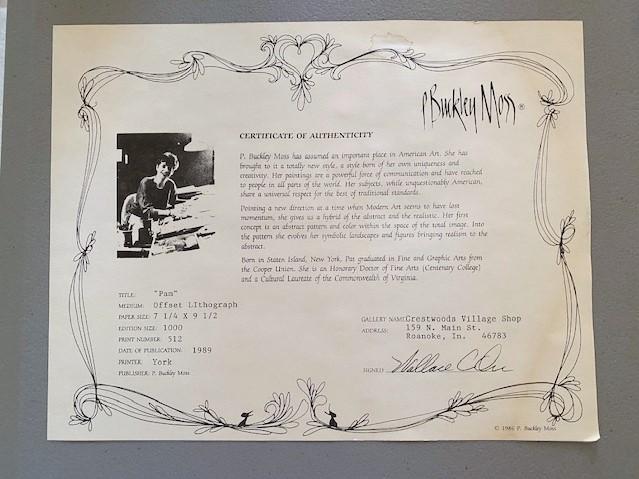 P. Buckley Moss ®
CERTIFICATE OF AUTHENTICITY
P. Buckley Moss has assumed an important place in American Art. She has
brought to it a totally new style, a style born of her own uniqueness and
creativity. Her paintings are a powerful force of communication and have reached
to people in all parts of the world. Her subjects, while unquestionably American,
share a universal respect for the best of traditional standards.
Pointing a new direction at a time when Modern Art seems to have lost
momentum, she gives us a hybrid of the abstract and the realistic. Her first
concept is an abstract pattern and color within the space of the total image. Into
the pattern she evolves her symbolic landscapes and figures bringing realism to the
abstract.
Born in Staten Island, New York, Pat graduated in Fine and Graphic Arts from
the Cooper Union. She is an Honorary Doctor of Fine Arts (Centenary College)
and a Cultural Laureate of the Commonwealth of Virginia.
TITLE: "Pam"
MEDIUM: Offset LIthograph
PAPER SIZE: 7 1/4 X 9 1/2
EDITION SIZE: 1000
PRINT NUMBER: 512
DATE OF PUBLICATION: 1989
PRINTER: York
PUBLISHER: P. Buckley Moss
GALLERY NAME: Crestwoods Village Shop
ADDRESS: 159 N. Main St.
Roanoke, In. 46783
SIGNED: Wallace C. Orr
© 1986 P. Buckley Moss